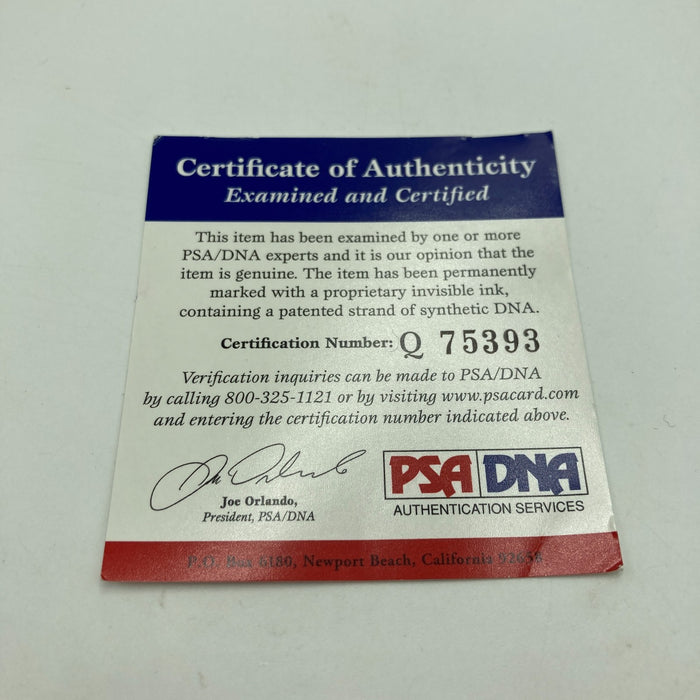 Certificate of Authenticity
Examined and Certified
This item has been examined by one or more
PSA/DNA experts and it is our opinion that the
item is genuine. The item has been permanently
marked with a proprietary invisible ink,
containing a patented strand of synthetic DNA.
Certification Number: Q 75393
Verification inquiries can be made to PSA/DNA
by calling 800-325-1121 or by visiting www.psacard.com
and entering the certification number indicated above.
Joe Orlando,
President, PSA/DNA
PSA DNA
AUTHENTICATION SERVICES
P.O. Box 6180, Newport Beach, California 92658